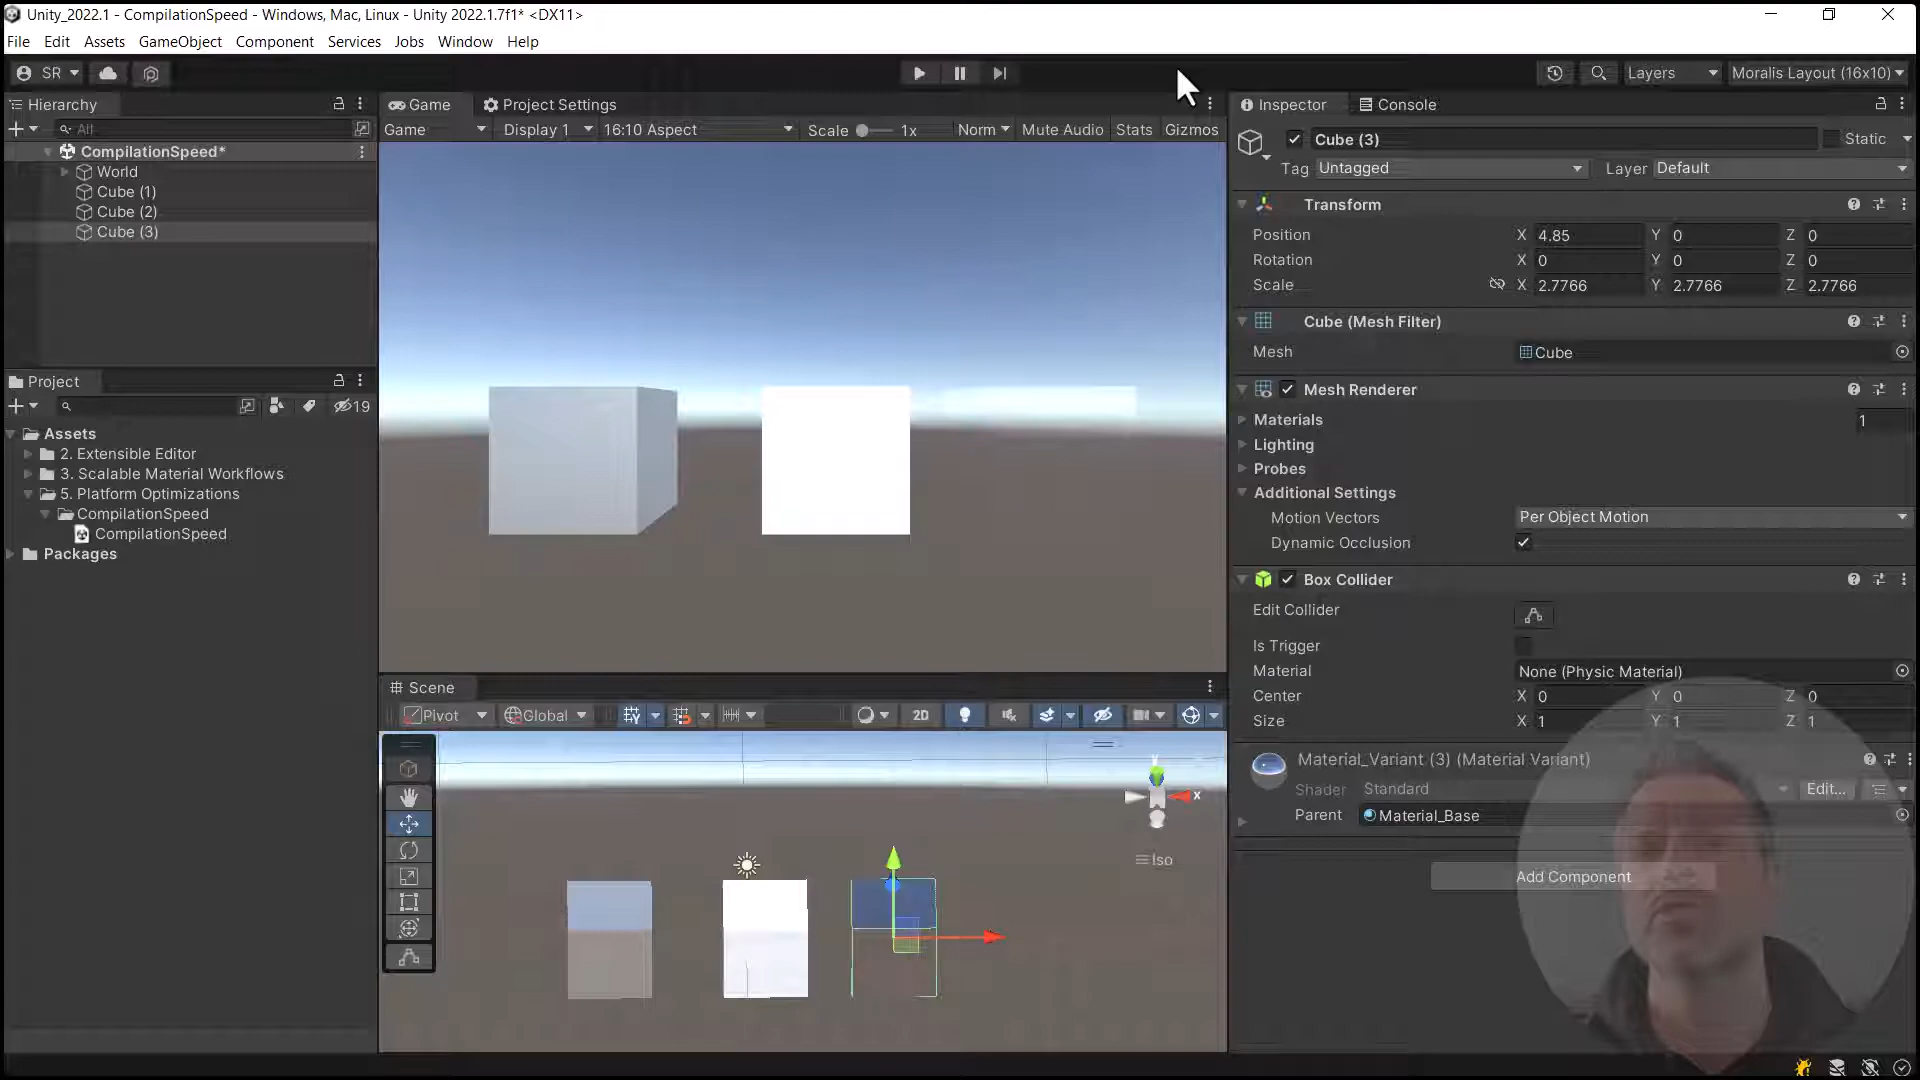 Unity_2022.1 - CompilationSpeed - Windows, Mac, Linux - Unity 2022.1.7f1* <DX11>
File Edit Assets GameObject Component Services Jobs Window Help
SR Layers Moralis Layout (16x10)
Hierarchy
All
CompilationSpeed*
World
Cube (1)
Cube (2)
Cube (3)
Project
19
Assets
2. Extensible Editor
3. Scalable Material Workflows
5. Platform Optimizations
CompilationSpeed
CompilationSpeed
Packages
Game Project Settings
Game Display 1 16:10 Aspect Scale 1x Norm Mute Audio Stats Gizmos
Scene
Pivot Global 2D
Y
x
Iso
Inspector Console
Cube (3) Static
Tag Untagged Layer Default
Transform
Position X 4.85 Y 0 Z 0
Rotation X 0 Y 0 Z 0
Scale X 2.7766 Y 2.7766 Z 2.7766
Cube (Mesh Filter)
Mesh Cube
Mesh Renderer
Materials 1
Lighting
Probes
Additional Settings
Motion Vectors Per Object Motion
Dynamic Occlusion
Box Collider
Edit Collider
Is Trigger
Material None (Physic Material)
Center X 0 Y 0 Z 0
Size X 1 Y 1 Z 1
Material_Variant (3) (Material Variant)
Shader Standard Edit...
Parent Material_Base
Add Component